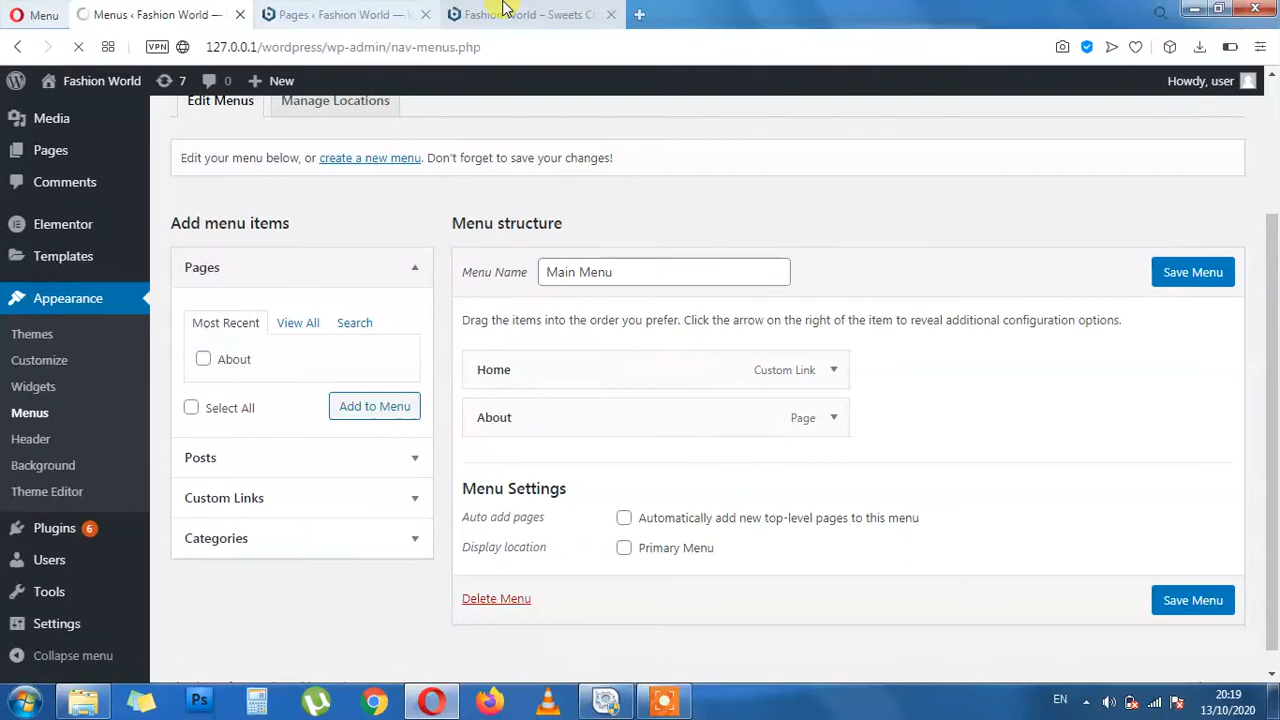 Menu
Menus ‹ Fashion World —
Pages ‹ Fashion World —
Fashion World – Sweets C
VPN
127.0.0.1/wordpress/wp-admin/nav-menus.php
Fashion World
7
0
New
Howdy, user
Media
Pages
Comments
Elementor
Templates
Appearance
Themes
Customize
Widgets
Menus
Header
Background
Theme Editor
Plugins 6
Users
Tools
Settings
Collapse menu
Edit Menus
Manage Locations
Edit your menu below, or create a new menu. Don't forget to save your changes!
Add menu items
Pages
Most Recent
View All
Search
About
Select All
Add to Menu
Posts
Custom Links
Categories
Menu structure
Menu Name
Main Menu
Save Menu
Drag the items into the order you prefer. Click the arrow on the right of the item to reveal additional configuration options.
Home
Custom Link
About
Page
Menu Settings
Auto add pages
Automatically add new top-level pages to this menu
Display location
Primary Menu
Delete Menu
Save Menu
Ps
EN
20:19
13/10/2020